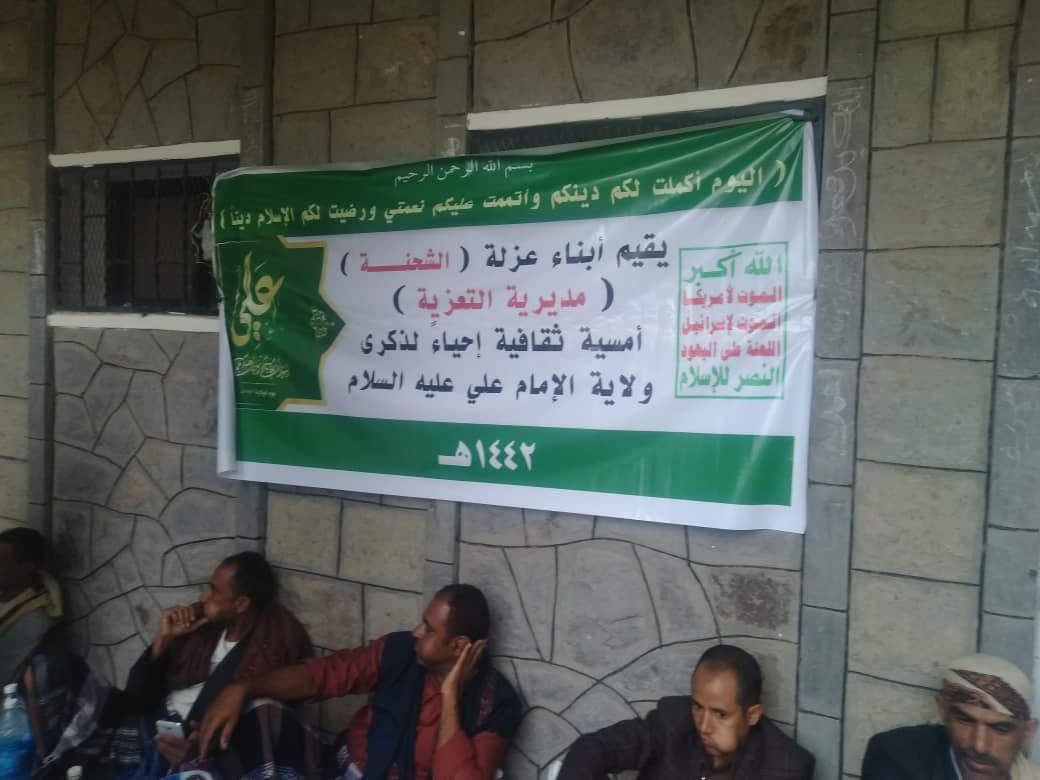 بسم الله الرحمن الرحيم
( اليوم أكملت لكم دينكم وأتممت عليكم نعمتي ورضيت لكم الإسلام ديناً )
الله أكبر
الموت لأمريكا
الموت لإسرائيل
اللعنة على اليهود
النصر للإسلام
يقيم أبناء عزلة ( الشجنـــة )
( مديرية التعزية )
أمسية ثقافية إحياءً لذكرى
ولاية الإمام علي عليه السلام
علي
١٤٤٢هـ